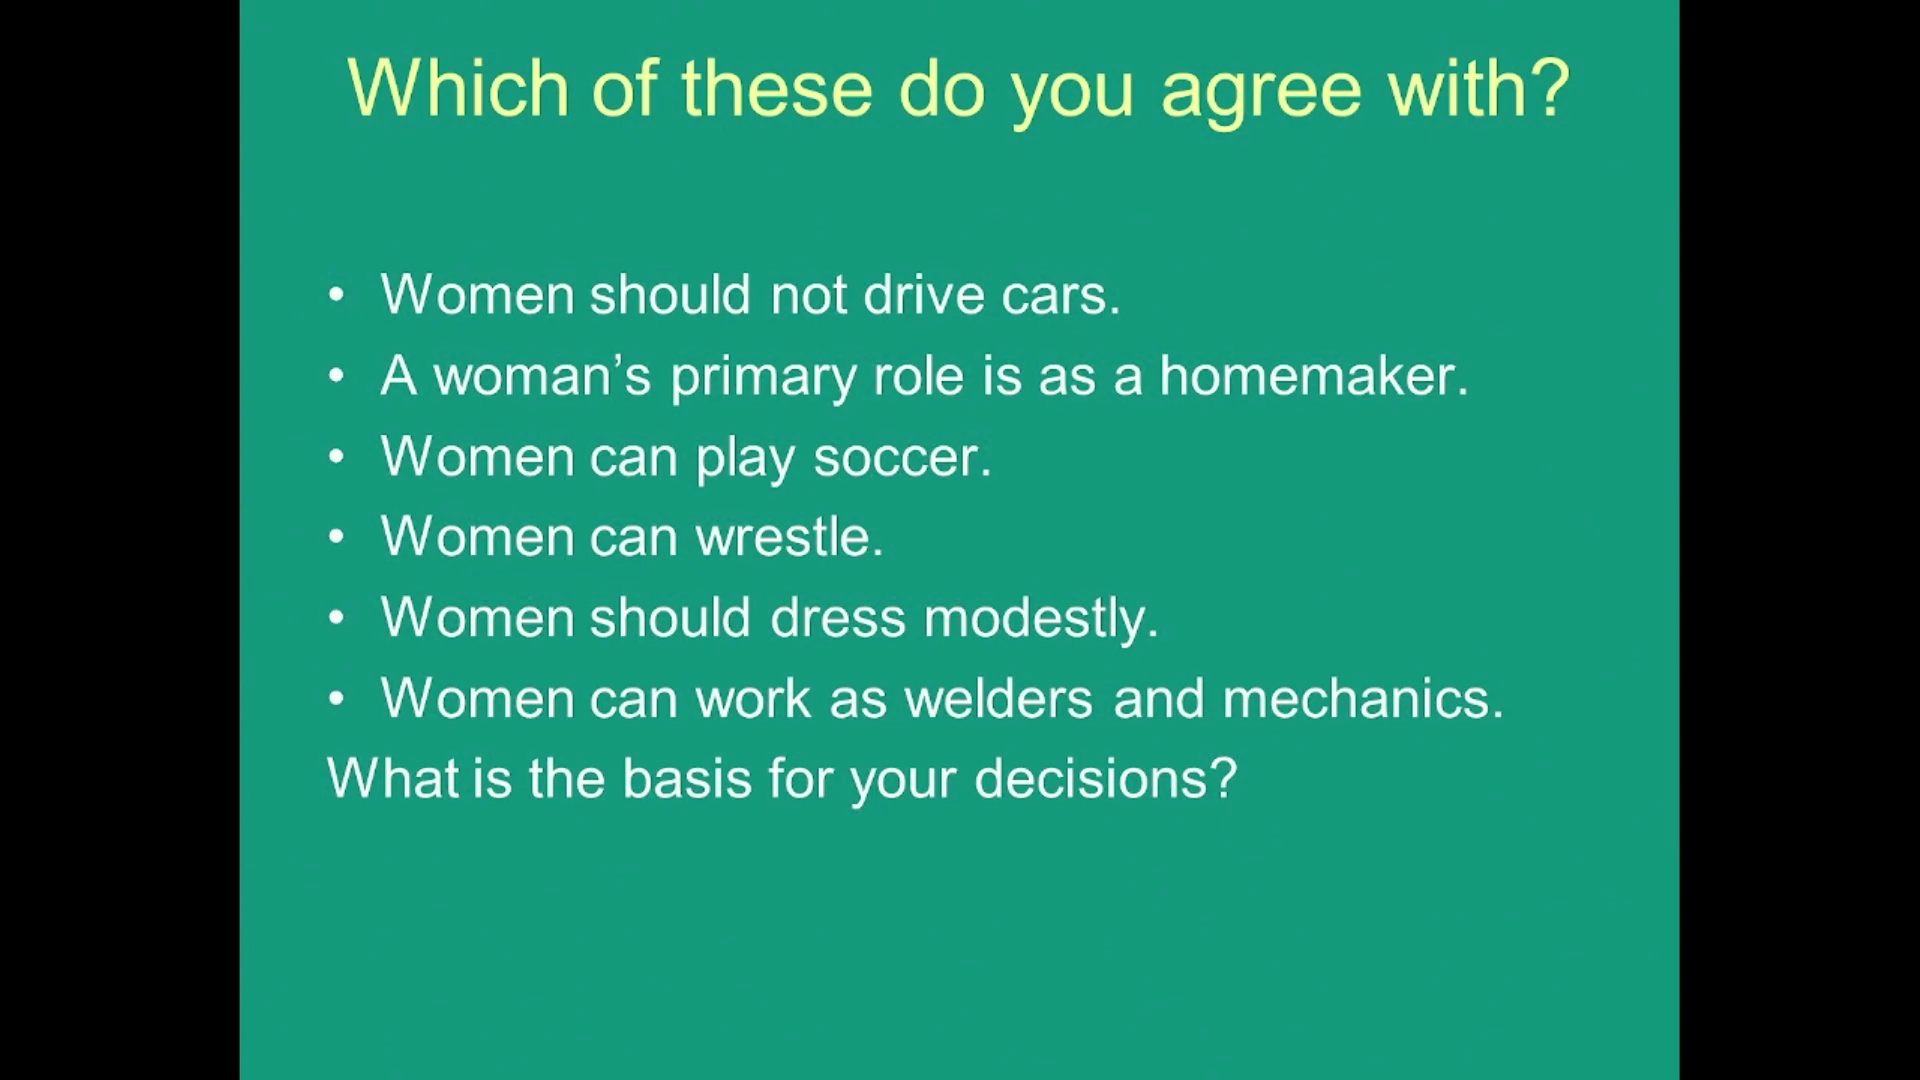 Which of these do you agree with?
• Women should not drive cars.
• A woman’s primary role is as a homemaker.
• Women can play soccer.
• Women can wrestle.
• Women should dress modestly.
• Women can work as welders and mechanics.
What is the basis for your decisions?